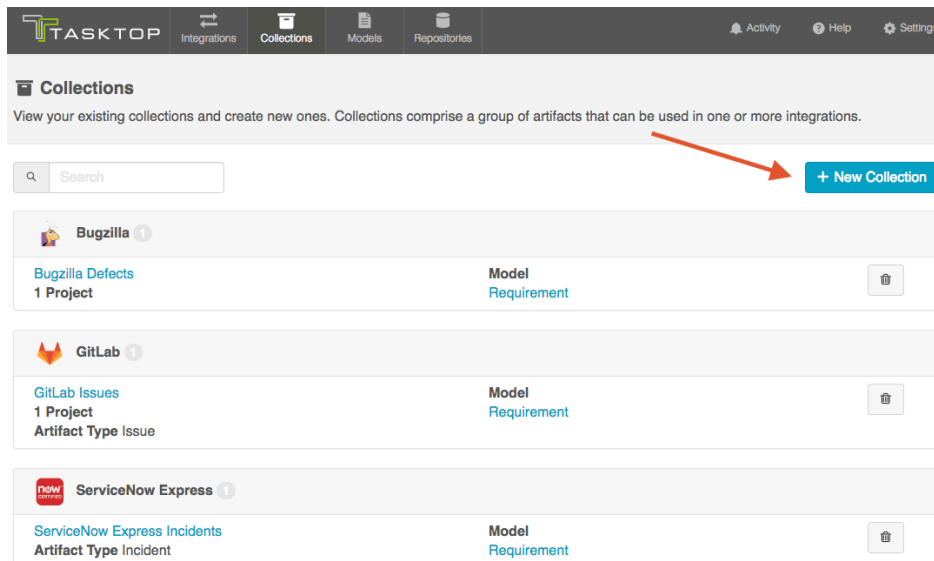 TASKTOP
Integrations
Collections
Models
Repositories
Activity
Help
Settings
Collections
View your existing collections and create new ones. Collections comprise a group of artifacts that can be used in one or more integrations.
Search
+ New Collection
Bugzilla 1
Bugzilla Defects
Model
1 Project
Requirement
GitLab 1
GitLab Issues
Model
1 Project
Requirement
Artifact Type Issue
now
CERTIFIED
ServiceNow Express 1
ServiceNow Express Incidents
Model
Artifact Type Incident
Requirement